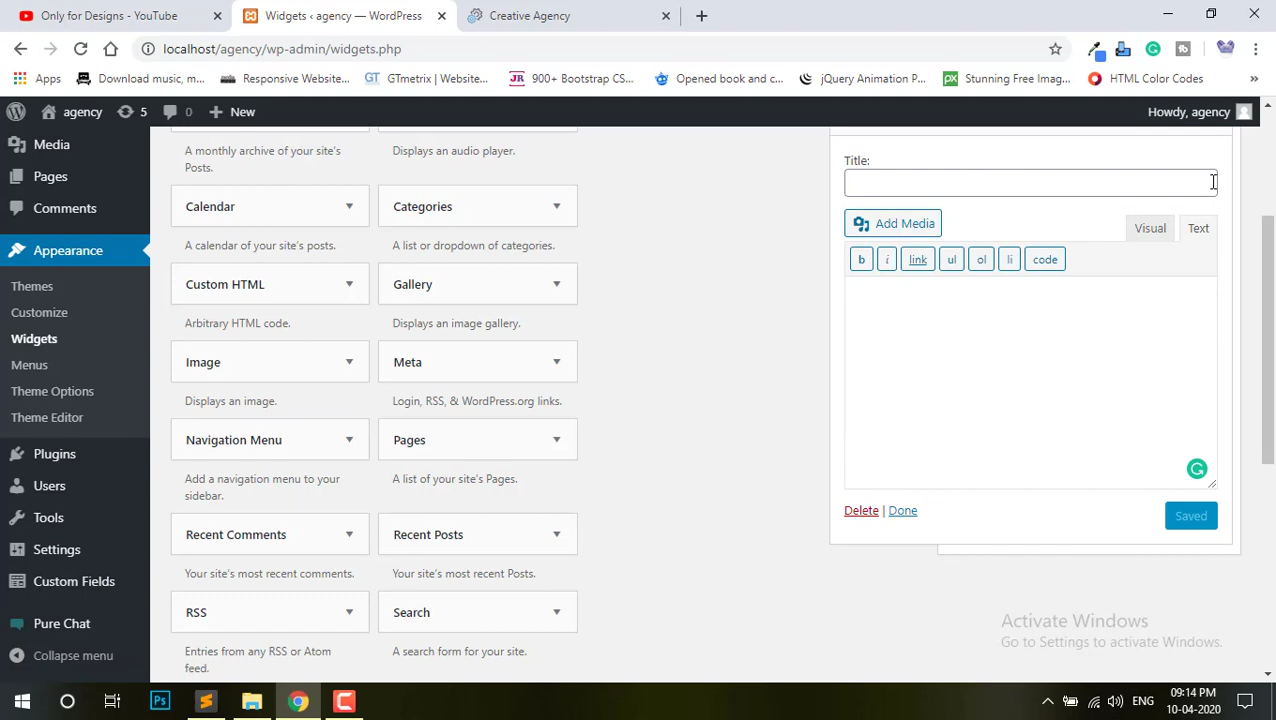 Only for Designs - YouTube
Widgets ‹ agency — WordPress
Creative Agency
localhost/agency/wp-admin/widgets.php
Apps
Download music, m...
Responsive Website...
GT
GTmetrix | Website...
JR
900+ Bootstrap CS...
Opened book and c...
jQuery Animation P...
px
Stunning Free Imag...
HTML Color Codes
»
agency
5
0
New
Howdy, agency
Media
Pages
Comments
Appearance
Themes
Customize
Widgets
Menus
Theme Options
Theme Editor
Plugins
Users
Tools
Settings
Custom Fields
Pure Chat
Collapse menu
A monthly archive of your site's
Posts.
Displays an audio player.
Calendar
Categories
A calendar of your site's posts.
A list or dropdown of categories.
Custom HTML
Gallery
Arbitrary HTML code.
Displays an image gallery.
Image
Meta
Displays an image.
Login, RSS, & WordPress.org links.
Navigation Menu
Pages
Add a navigation menu to your
sidebar.
A list of your site's Pages.
Recent Comments
Recent Posts
Your site's most recent comments.
Your site's most recent Posts.
RSS
Search
Entries from any RSS or Atom
feed.
A search form for your site.
Title:
Add Media
Visual
Text
b
i
link
ul
ol
li
code
Delete | Done
Saved
Activate Windows
Go to Settings to activate Windows.
Ps
ENG
09:14 PM
10-04-2020